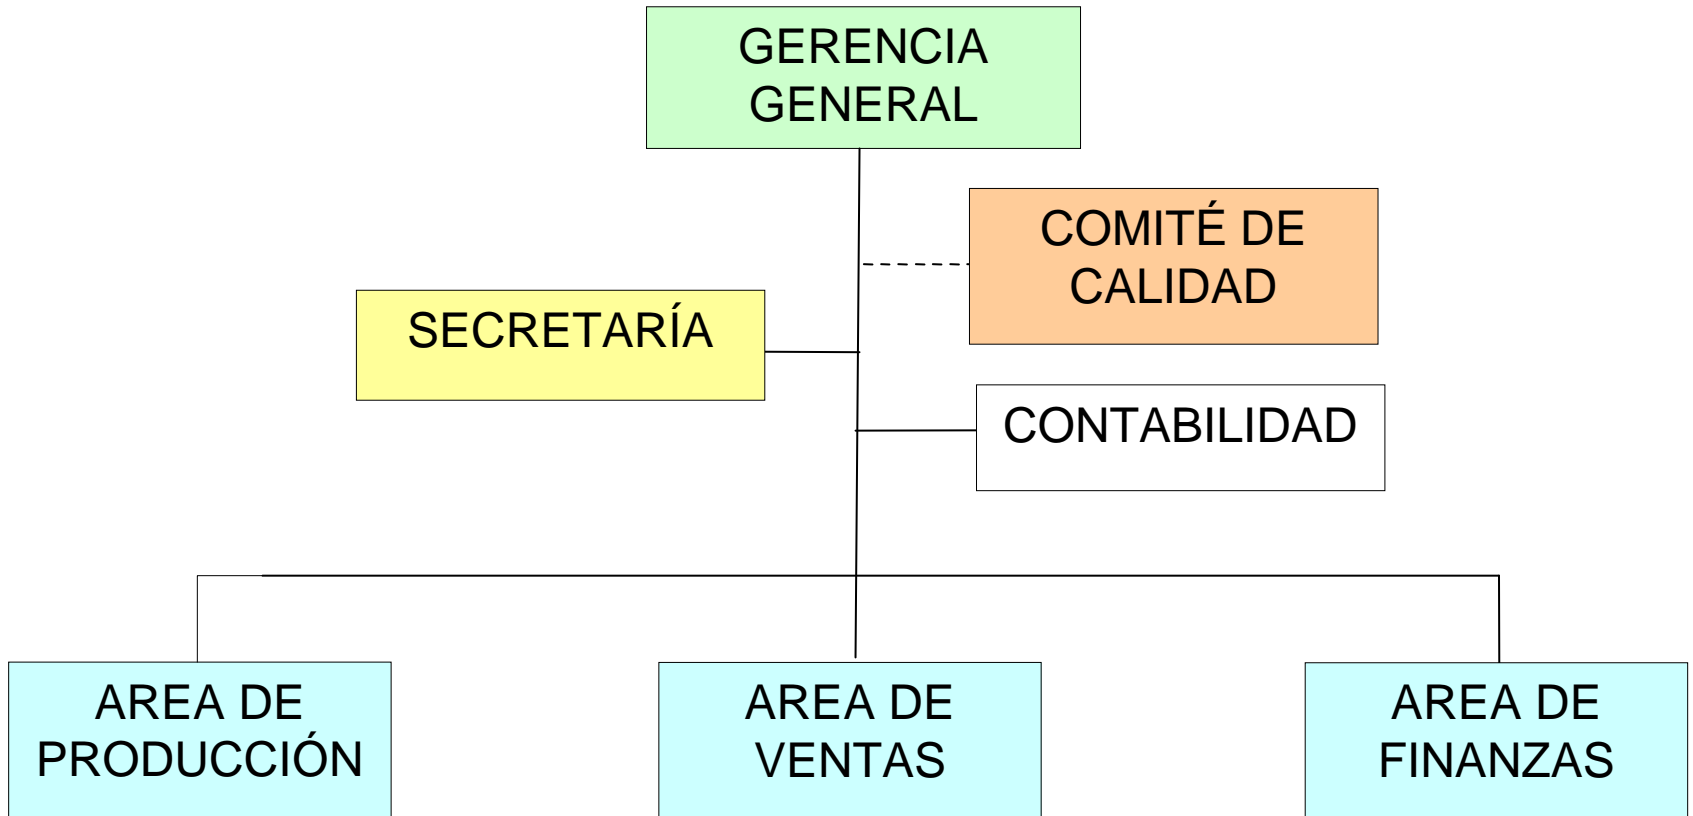 GERENCIA
GENERAL
COMITÉ DE
CALIDAD
SECRETARÍA
CONTABILIDAD
AREA DE
PRODUCCIÓN
AREA DE
VENTAS
AREA DE
FINANZAS